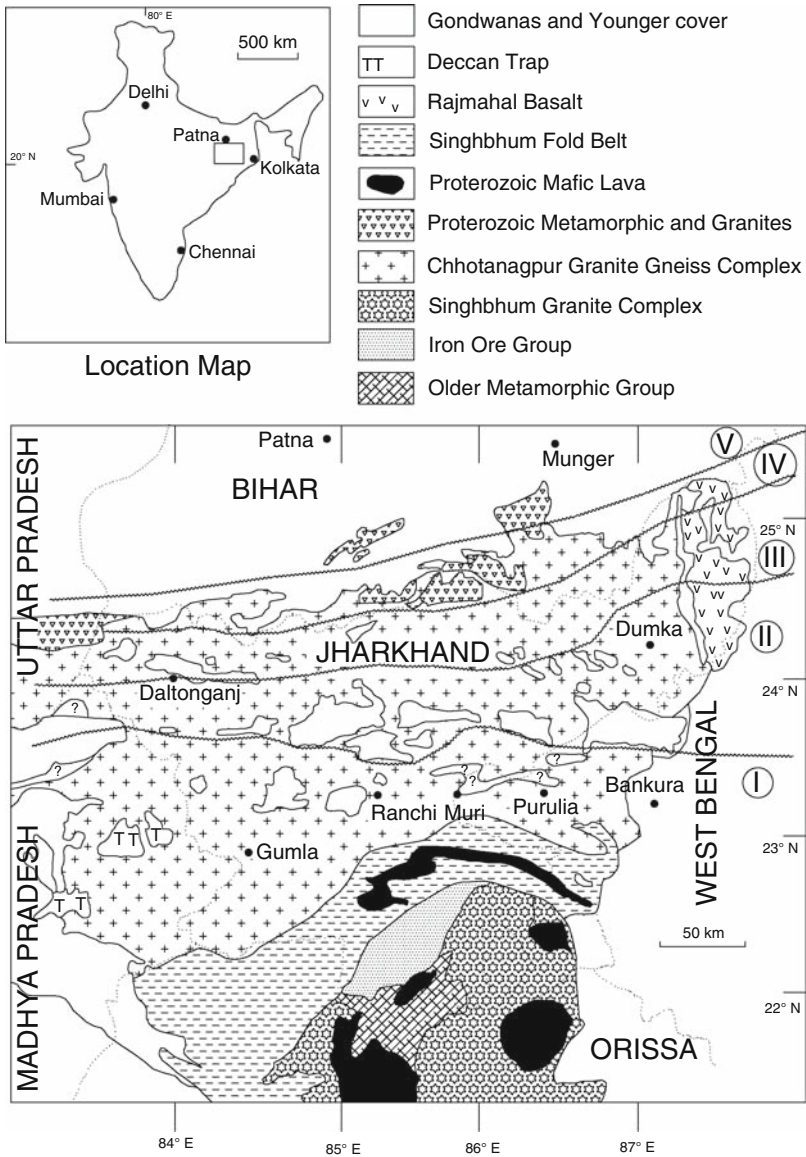 80° E
500 km
Delhi
Patna
20° N
Kolkata
Mumbai
Chennai
Location Map
Gondwanas and Younger cover
T T
Deccan Trap
v v v
Rajmahal Basalt
Singhbhum Fold Belt
Proterozoic Mafic Lava
Proterozoic Metamorphic and Granites
Chhotanagpur Granite Gneiss Complex
Singhbhum Granite Complex
Iron Ore Group
Older Metamorphic Group
UTTAR PRADESH
Patna
Munger
V
IV
BIHAR
25° N
III
Dumka
II
JHARKHAND
Daltonganj
24° N
?
WEST BENGAL
?
?
?
?
?
I
Bankura
Ranchi Muri
Purulia
T T T
Gumla
23° N
MADHYA PRADESH
T T
50 km
22° N
ORISSA
84° E
85° E
86° E
87° E